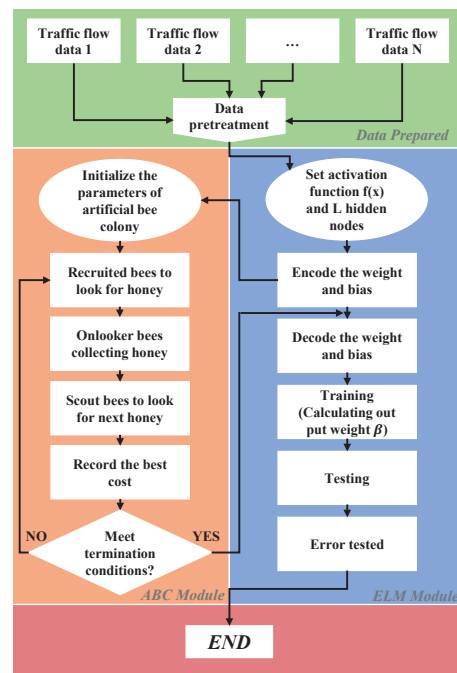 Traffic flow
data 1
Traffic flow
data 2
...
Traffic flow
data N
Data
pretreatment
Data Prepared
Initialize the
parameters of
artificial bee
colony
Set activation
function f(x)
and L hidden
nodes
Recruited bees to
look for honey
Encode the weight
and bias
Onlooker bees
collecting honey
Decode the weight
and bias
Scout bees to look
for next honey
Training
(Calculating out
put weight β)
Record the best
cost
Testing
NO
Meet
termination
conditions?
YES
Error tested
ABC Module
ELM Module
END